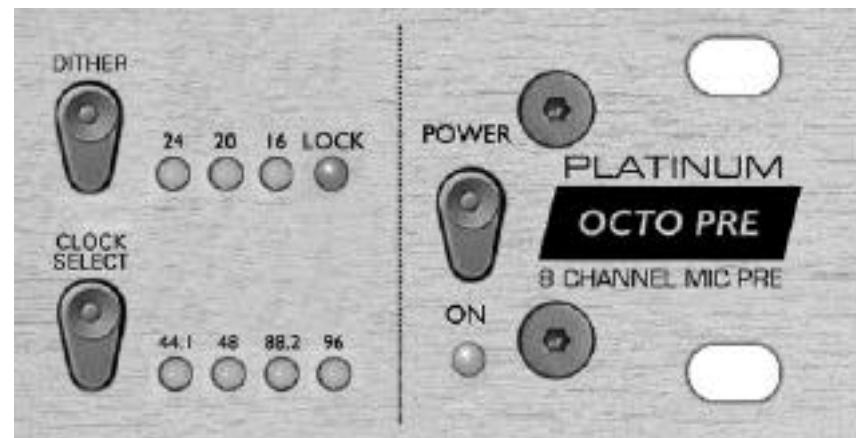 DITHER
24 20 16 LOCK
CLOCK
SELECT
44.1 48 88.2 96
POWER
ON
PLATINUM
OCTO PRE
8 CHANNEL MIC PRE